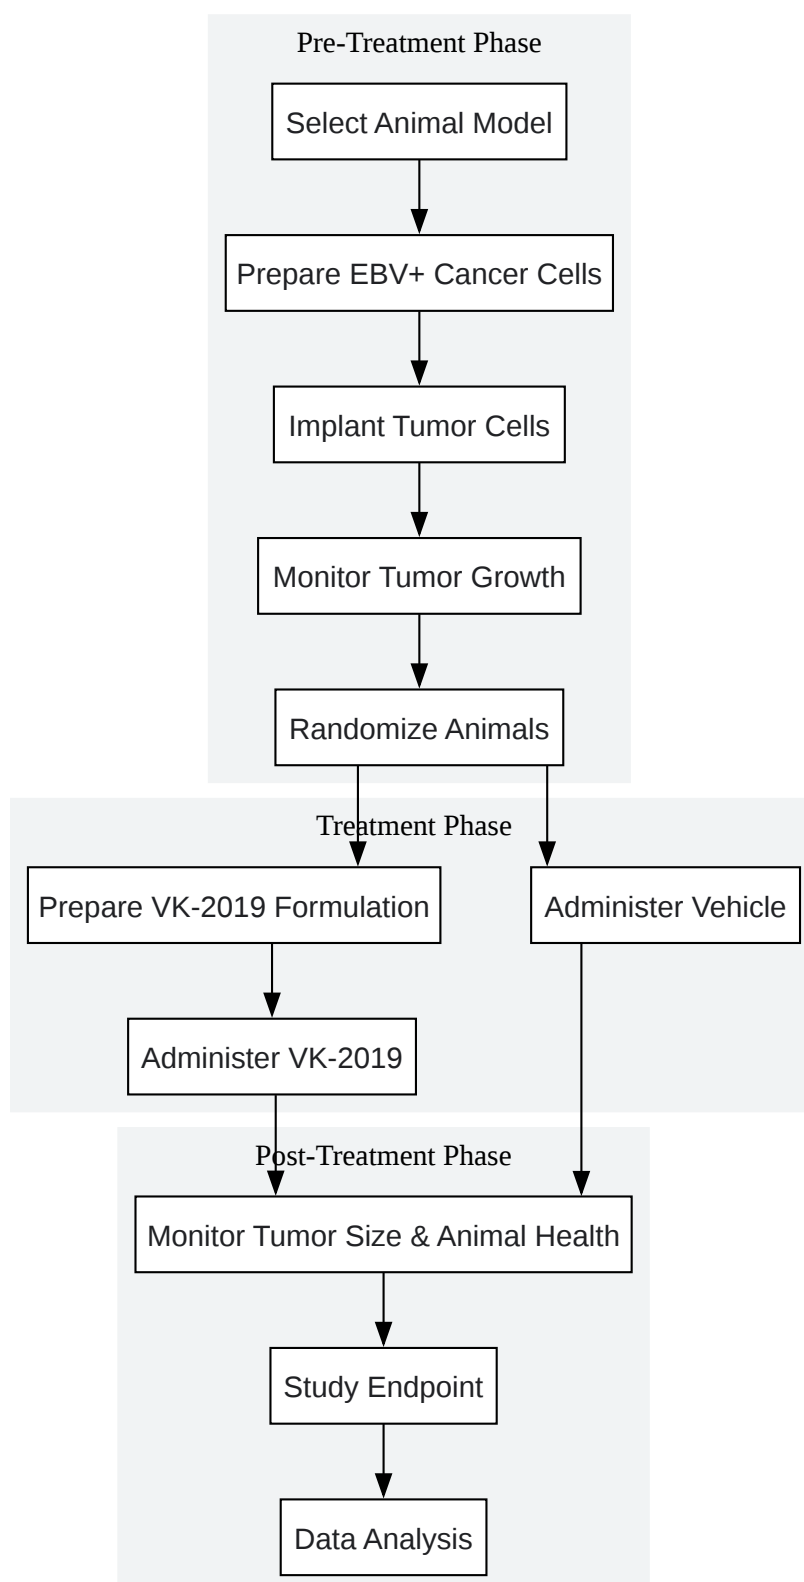 Pre-Treatment Phase
Select Animal Model
Prepare EBV+ Cancer Cells
Implant Tumor Cells
Monitor Tumor Growth
Randomize Animals
Treatment Phase
Prepare VK-2019 Formulation
Administer Vehicle
Administer VK-2019
Post-Treatment Phase
Monitor Tumor Size & Animal Health
Study Endpoint
Data Analysis